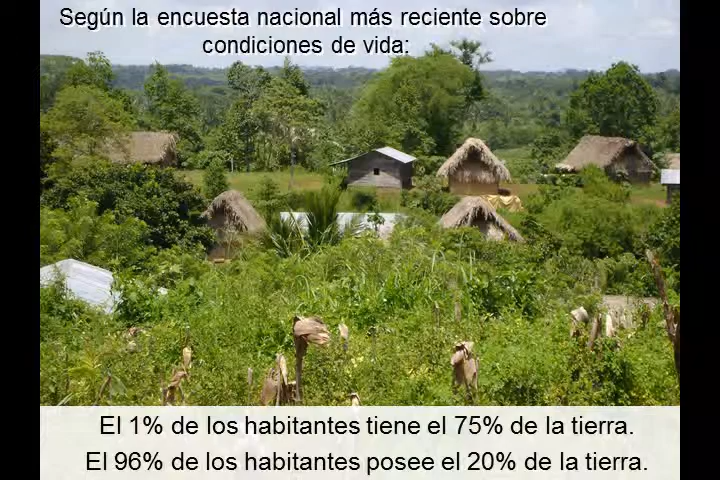 Según la encuesta nacional más reciente sobre
condiciones de vida:
El 1% de los habitantes tiene el 75% de la tierra.
El 96% de los habitantes posee el 20% de la tierra.